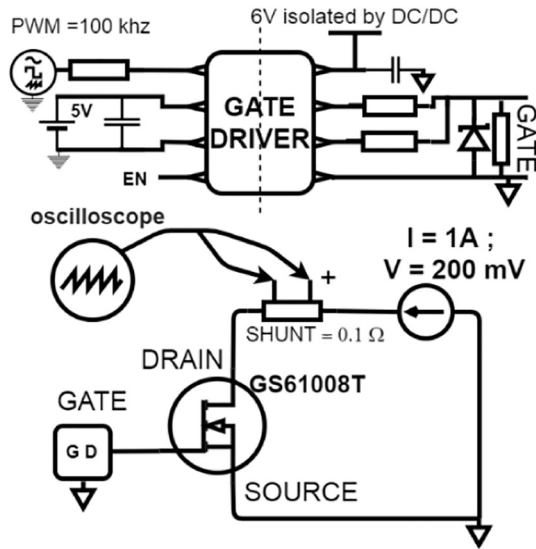 PWM =100 khz
6V isolated by DC/DC
5V
GATE
DRIVER
EN
GATE
oscilloscope
I = 1A ;
V = 200 mV
+
SHUNT = 0.1 Ω
DRAIN
GS61008T
GATE
G D
SOURCE